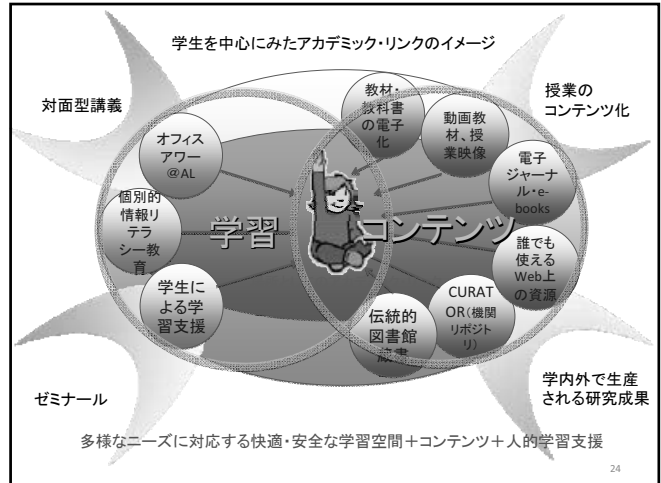 学生を中心にみたアカデミック・リンクのイメージ
対面型講義
授業の
コンテンツ化
教材・
教科書
の電子
化
動画教
材、授
業映像
オフィス
アワー
@AL
電子
ジャーナ
ル・e-
books
個別的
情報リ
テラ
シー教
育
学習
コンテンツ
誰でも
使える
Web上
の資源
学生に
よる学
習支援
伝統的
図書館
蔵書
CURAT
OR(機関
リポジト
リ)
ゼミナール
学内外で生産
される研究成果
多様なニーズに対応する快適・安全な学習空間＋コンテンツ＋人的学習支援
24